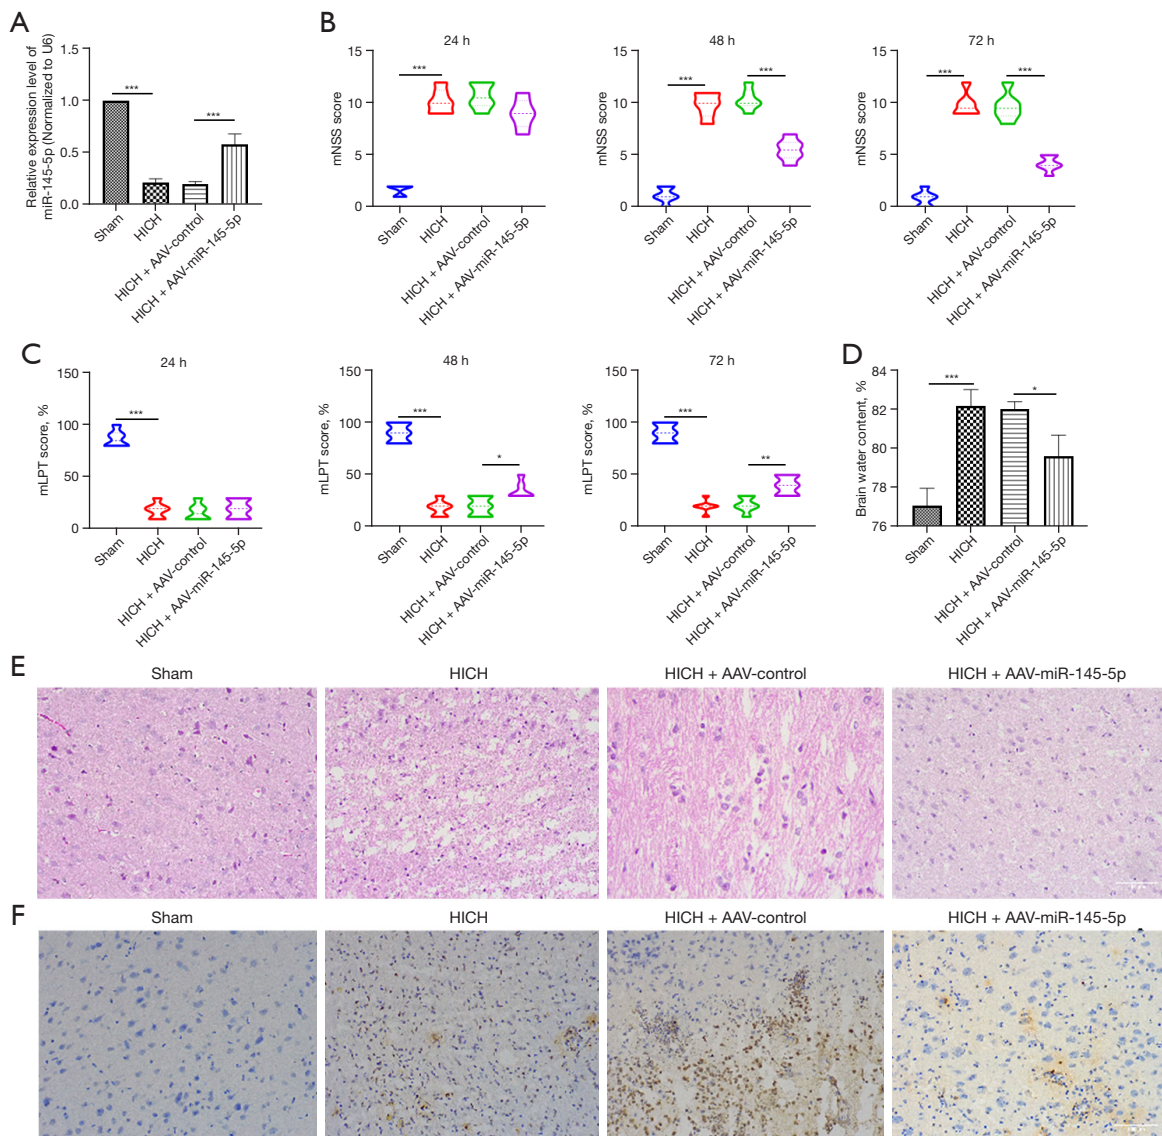 A
Relative expression level of
miR-145-5p (Normalized to U6)
1.5
1.0
0.5
0.0
***
***
Sham
HICH
HICH + AAV-control
HICH + AAV-miR-145-5p
B
24 h
mNSS score
15
10
5
0
***
Sham
HICH
HICH + AAV-control
HICH + AAV-miR-145-5p
48 h
mNSS score
15
10
5
0
***
***
Sham
HICH
HICH + AAV-control
HICH + AAV-miR-145-5p
72 h
mNSS score
15
10
5
0
***
***
Sham
HICH
HICH + AAV-control
HICH + AAV-miR-145-5p
C
24 h
mLPT score, %
150
100
50
0
***
Sham
HICH
HICH + AAV-control
HICH + AAV-miR-145-5p
48 h
mLPT score, %
150
100
50
0
***
*
Sham
HICH
HICH + AAV-control
HICH + AAV-miR-145-5p
72 h
mLPT score, %
150
100
50
0
***
**
Sham
HICH
HICH + AAV-control
HICH + AAV-miR-145-5p
D
Brain water content, %
84
82
80
78
76
***
*
Sham
HICH
HICH + AAV-control
HICH + AAV-miR-145-5p
E
Sham
HICH
HICH + AAV-control
HICH + AAV-miR-145-5p
F
Sham
HICH
HICH + AAV-control
HICH + AAV-miR-145-5p